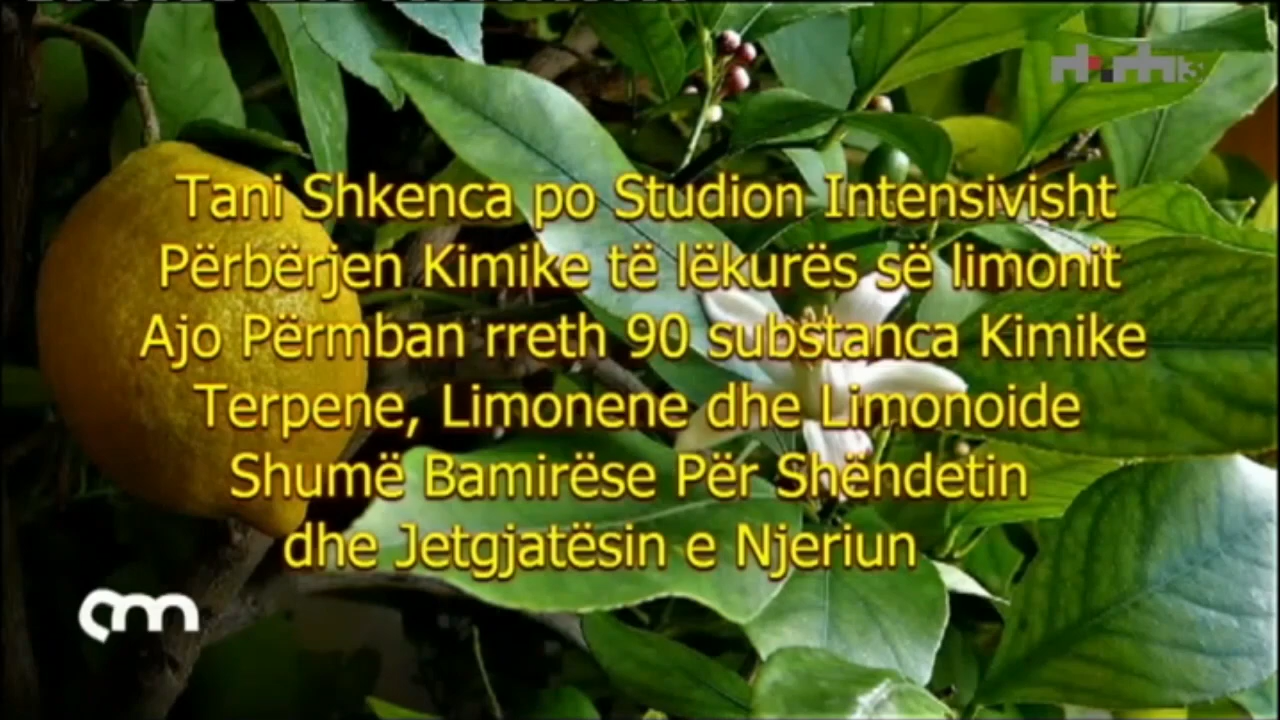 Tani Shkenca po Studion Intensivisht
Përbërjen Kimike të lëkurës së limonit
Ajo Përmban rreth 90 substanca Kimike
Terpene, Limonene dhe Limonoide
Shumë Bamirëse Për Shëndetin
dhe Jetgjatësin e Njeriun